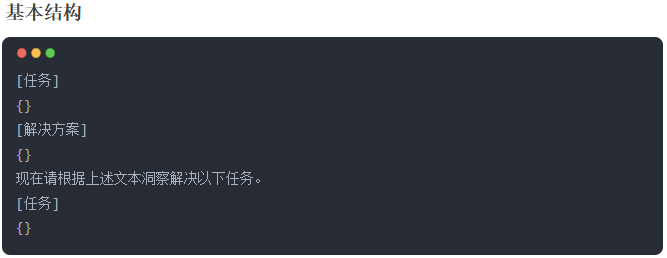 基本结构
[任务]
{}
[解决方案]
{}
现在请根据上述文本洞察解决以下任务。
[任务]
{}